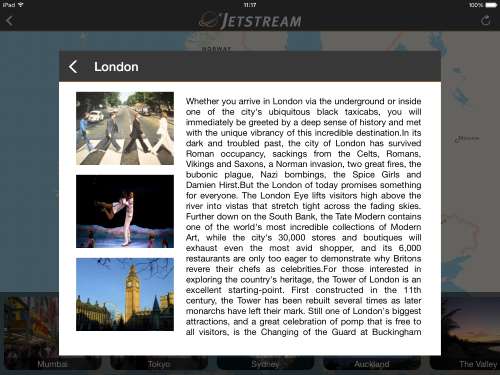 iPad
11:17
100%
JETSTREAM
NORWAY
London
Whether you arrive in London via the underground or inside
one of the city's ubiquitous black taxicabs, you will
immediately be greeted by a deep sense of history and met
with the unique vibrancy of this incredible destination.In its
dark and troubled past, the city of London has survived
Roman occupancy, sackings from the Celts, Romans,
Vikings and Saxons, a Norman invasion, two great fires, the
bubonic plague, Nazi bombings, the Spice Girls and
Damien Hirst.But the London of today promises something
for everyone. The London Eye lifts visitors high above the
river into vistas that stretch tight across the fading skies.
Further down on the South Bank, the Tate Modern contains
one of the world's most incredible collections of Modern
Art, while the city's 30,000 stores and boutiques will
exhaust even the most avid shopper, and its 6,000
restaurants are only too eager to demonstrate why Britons
revere their chefs as celebrities.For those interested in
exploring the country's heritage, the Tower of London is an
excellent starting-point. First constructed in the 11th
century, the Tower has been rebuilt several times as later
monarchs have left their mark. Still one of London's biggest
attractions, and a great celebration of pomp that is free to
all visitors, is the Changing of the Guard at Buckingham
Mumbai
Tokyo
Sydney
Auckland
The Valley